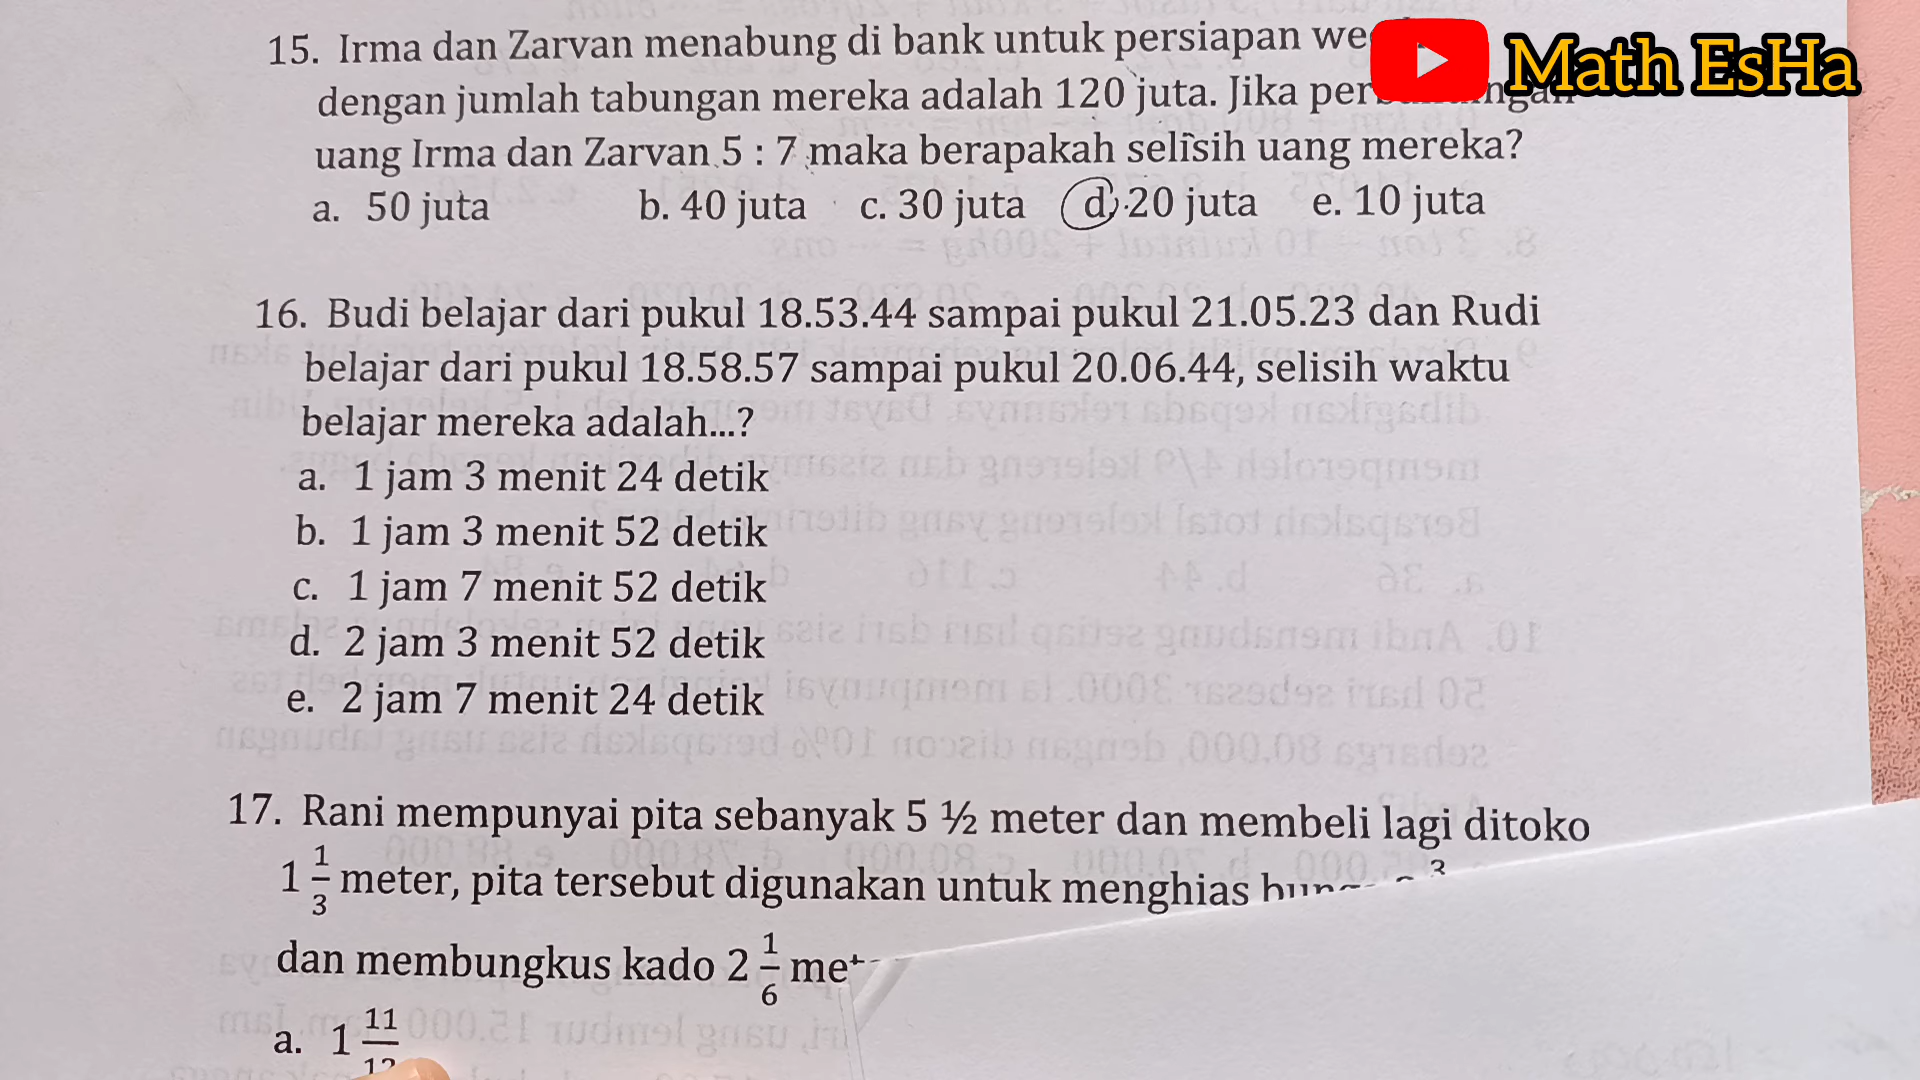 15. Irma dan Zarvan menabung di bank untuk persiapan
dengan jumlah tabungan mereka adalah 120 juta. Jika
uang Irma dan Zarvan 5 : 7 maka berapakah selisih uang mereka?
a. 50 juta b. 40 juta c. 30 juta d. 20 juta e. 10 juta
Math EsHa
16. Budi belajar dari pukul 18.53.44 sampai pukul 21.05.23 dan Rudi
belajar dari pukul 18.58.57 sampai pukul 20.06.44, selisih waktu
belajar mereka adalah...?
a. 1 jam 3 menit 24 detik
b. 1 jam 3 menit 52 detik
c. 1 jam 7 menit 52 detik
d. 2 jam 3 menit 52 detik
e. 2 jam 7 menit 24 detik
17. Rani mempunyai pita sebanyak 5 ½ meter dan membeli lagi ditoko
1 1/3 meter, pita tersebut digunakan untuk menghias
dan membungkus kado 2 1/6
a. 1 11/12